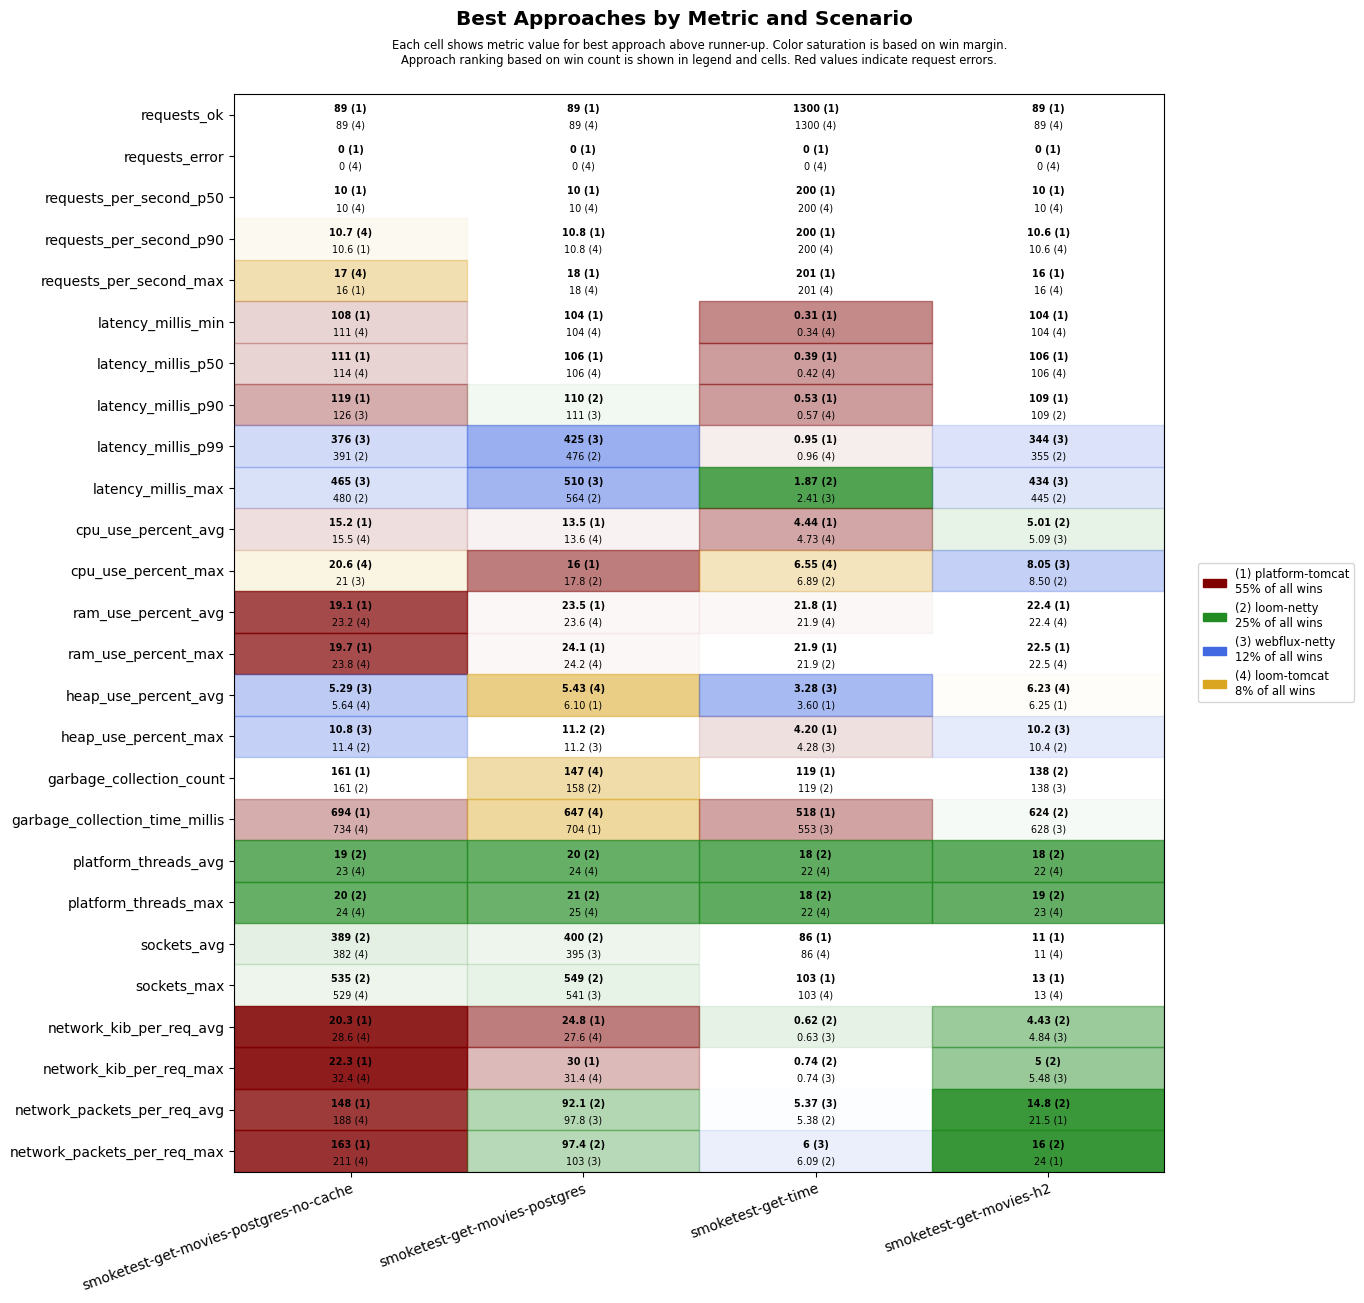 Best Approaches by Metric and Scenario
Each cell shows metric value for best approach above runner-up. Color saturation is based on win margin.
Approach ranking based on win count is shown in legend and cells. Red values indicate request errors.
requests_ok
89 (1) 89 (1) 1300 (1) 89 (1)
89 (4) 89 (4) 1300 (4) 89 (4)
requests_error
0 (1) 0 (1) 0 (1) 0 (1)
0 (4) 0 (4) 0 (4) 0 (4)
requests_per_second_p50
10 (1) 10 (1) 200 (1) 10 (1)
10 (4) 10 (4) 200 (4) 10 (4)
requests_per_second_p90
10.7 (4) 10.8 (1) 200 (1) 10.6 (1)
10.6 (1) 10.8 (4) 200 (4) 10.6 (4)
requests_per_second_max
17 (4) 18 (1) 201 (1) 16 (1)
16 (1) 18 (4) 201 (4) 16 (4)
latency_millis_min
108 (1) 104 (1) 0.31 (1) 104 (1)
111 (4) 104 (4) 0.34 (4) 104 (4)
latency_millis_p50
111 (1) 106 (1) 0.39 (1) 106 (1)
114 (4) 106 (4) 0.42 (4) 106 (4)
latency_millis_p90
119 (1) 110 (2) 0.53 (1) 109 (1)
126 (3) 111 (3) 0.57 (4) 109 (2)
latency_millis_p99
376 (3) 425 (3) 0.95 (1) 344 (3)
391 (2) 476 (2) 0.96 (4) 355 (2)
latency_millis_max
465 (3) 510 (3) 1.87 (2) 434 (3)
480 (2) 564 (2) 2.41 (3) 445 (2)
cpu_use_percent_avg
15.2 (1) 13.5 (1) 4.44 (1) 5.01 (2)
15.5 (4) 13.6 (4) 4.73 (4) 5.09 (3)
cpu_use_percent_max
20.6 (4) 16 (1) 6.55 (4) 8.05 (3)
21 (3) 17.8 (2) 6.89 (2) 8.50 (2)
ram_use_percent_avg
19.1 (1) 23.5 (1) 21.8 (1) 22.4 (1)
23.2 (4) 23.6 (4) 21.9 (4) 22.4 (4)
ram_use_percent_max
19.7 (1) 24.1 (1) 21.9 (1) 22.5 (1)
23.8 (4) 24.2 (4) 21.9 (2) 22.5 (4)
heap_use_percent_avg
5.29 (3) 5.43 (4) 3.28 (3) 6.23 (4)
5.64 (4) 6.10 (1) 3.60 (1) 6.25 (1)
heap_use_percent_max
10.8 (3) 11.2 (2) 4.20 (1) 10.2 (3)
11.4 (2) 11.2 (3) 4.28 (3) 10.4 (2)
garbage_collection_count
161 (1) 147 (4) 119 (1) 138 (2)
161 (2) 158 (2) 119 (2) 138 (3)
garbage_collection_time_millis
694 (1) 647 (4) 518 (1) 624 (2)
734 (4) 704 (1) 553 (3) 628 (3)
platform_threads_avg
19 (2) 20 (2) 18 (2) 18 (2)
23 (4) 24 (4) 22 (4) 22 (4)
platform_threads_max
20 (2) 21 (2) 18 (2) 19 (2)
24 (4) 25 (4) 22 (4) 23 (4)
sockets_avg
389 (2) 400 (2) 86 (1) 11 (1)
382 (4) 395 (3) 86 (4) 11 (4)
sockets_max
535 (2) 549 (2) 103 (1) 13 (1)
529 (4) 541 (3) 103 (4) 13 (4)
network_kib_per_req_avg
20.3 (1) 24.8 (1) 0.62 (2) 4.43 (2)
28.6 (4) 27.6 (4) 0.63 (3) 4.84 (3)
network_kib_per_req_max
22.3 (1) 30 (1) 0.74 (2) 5 (2)
32.4 (4) 31.4 (4) 0.74 (3) 5.48 (3)
network_packets_per_req_avg
148 (1) 92.1 (2) 5.37 (3) 14.8 (2)
188 (4) 97.8 (3) 5.38 (2) 21.5 (1)
network_packets_per_req_max
163 (1) 97.4 (2) 6 (3) 16 (2)
211 (4) 103 (3) 6.09 (2) 24 (1)
smoketest-get-movies-postgres-no-cache
smoketest-get-movies-postgres
smoketest-get-time
smoketest-get-movies-h2
(1) platform-tomcat
55% of all wins
(2) loom-netty
25% of all wins
(3) webflux-netty
12% of all wins
(4) loom-tomcat
8% of all wins